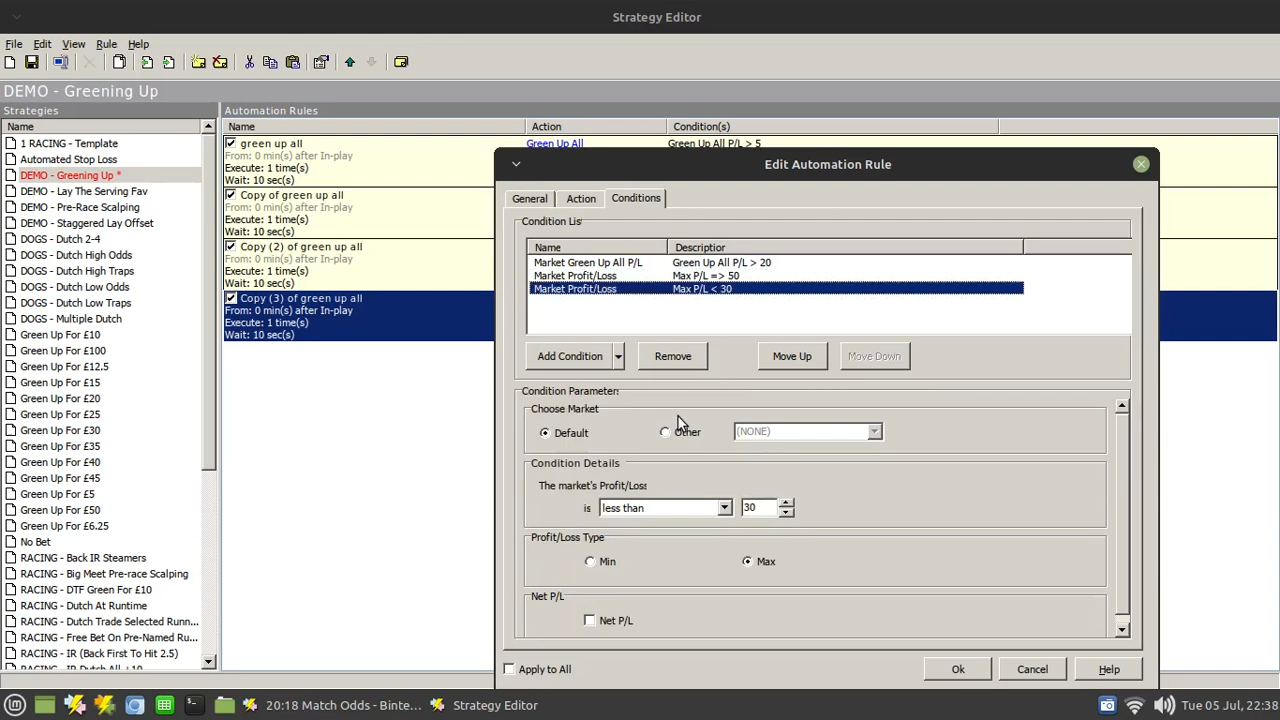 Strategy Editor
File Edit View Rule Help
DEMO - Greening Up
Strategies
Name
1 RACING - Template
Automated Stop Loss
DEMO - Greening Up *
DEMO - Lay The Serving Fav
DEMO - Pre-Race Scalping
DEMO - Staggered Lay Offset
DOGS - Dutch 2-4
DOGS - Dutch High Odds
DOGS - Dutch High Traps
DOGS - Dutch Low Odds
DOGS - Dutch Low Traps
DOGS - Multiple Dutch
Green Up For £10
Green Up For £100
Green Up For £12.5
Green Up For £15
Green Up For £20
Green Up For £25
Green Up For £30
Green Up For £35
Green Up For £40
Green Up For £45
Green Up For £5
Green Up For £50
Green Up For £6.25
No Bet
RACING - Back IR Steamers
RACING - Big Meet Pre-race Scalping
RACING - DTF Green For £10
RACING - Dutch At Runtime
RACING - Dutch Trade Selected Runn...
RACING - Free Bet On Pre-Named Ru...
RACING - IR (Back First To Hit 2.5)
RACING - IR Dutch All +10
Automation Rules
Name Action Condition(s)
green up all Green Up All Green Up All P/L > 5
From: 0 min(s) after In-play
Execute: 1 time(s)
Wait: 10 sec(s)
Copy of green up all
From: 0 min(s) after In-play
Execute: 1 time(s)
Wait: 10 sec(s)
Copy (2) of green up all
From: 0 min(s) after In-play
Execute: 1 time(s)
Wait: 10 sec(s)
Copy (3) of green up all
From: 0 min(s) after In-play
Execute: 1 time(s)
Wait: 10 sec(s)
Edit Automation Rule
General Action Conditions
Condition Lis
Name Descriptior
Market Green Up All P/L Green Up All P/L > 20
Market Profit/Loss Max P/L => 50
Market Profit/Loss Max P/L < 30
Add Condition Remove Move Up Move Down
Condition Parameter:
Choose Market
Default Other (NONE)
Condition Details
The market's Profit/Loss
is less than 30
Profit/Loss Type
Min Max
Net P/L
Net P/L
Apply to All Ok Cancel Help
20:18 Match Odds - Binte... Strategy Editor Tue 05 Jul, 22:38